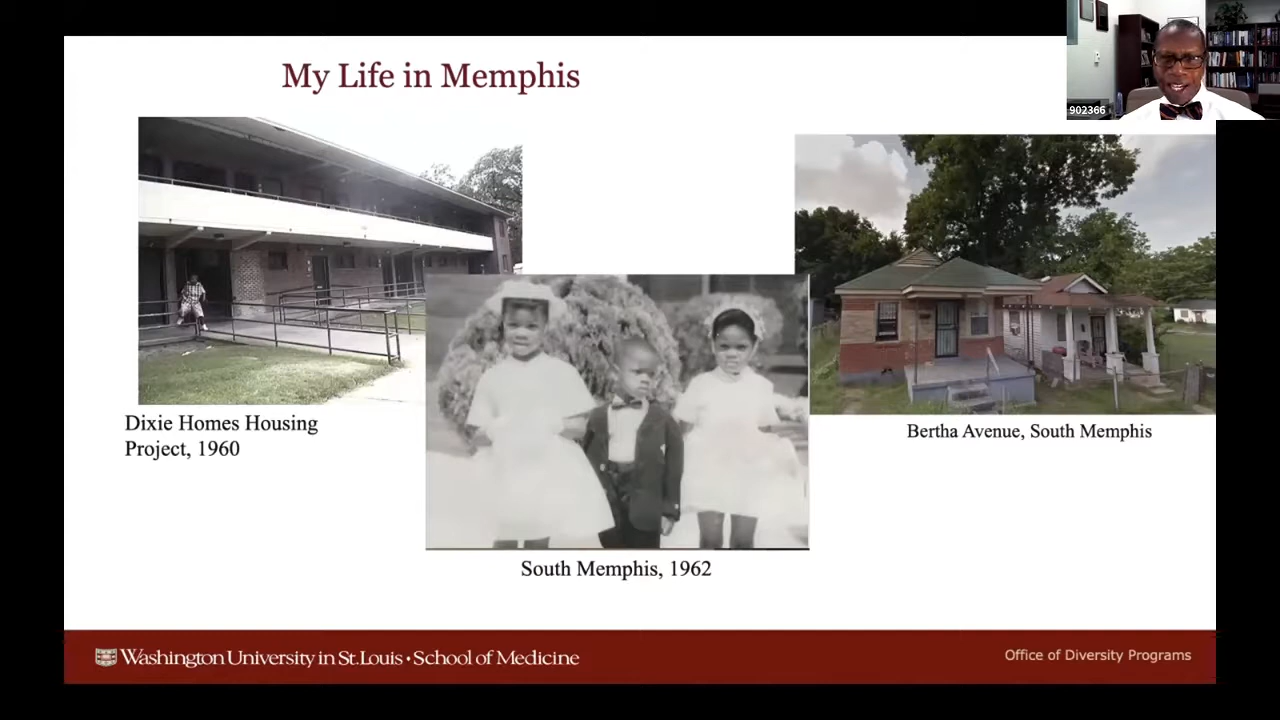 My Life in Memphis
902366
Dixie Homes Housing
Project, 1960
Bertha Avenue, South Memphis
South Memphis, 1962
Washington University in St. Louis • School of Medicine
Office of Diversity Programs